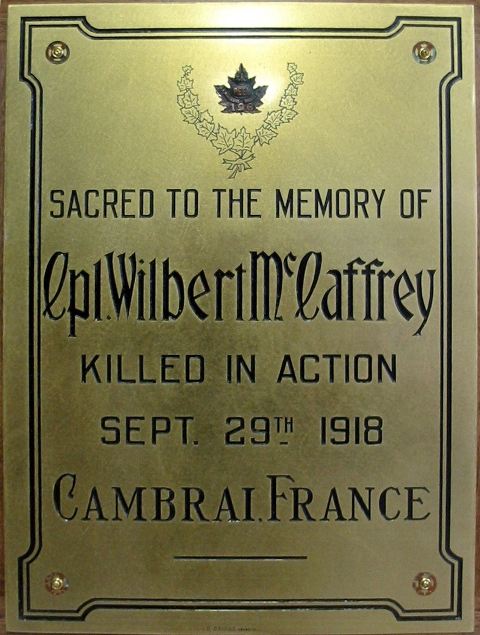 SACRED TO THE MEMORY OF
Cpl. Wilbert McCaffrey
KILLED IN ACTION
SEPT. 29TH 1918
CAMBRAI. FRANCE